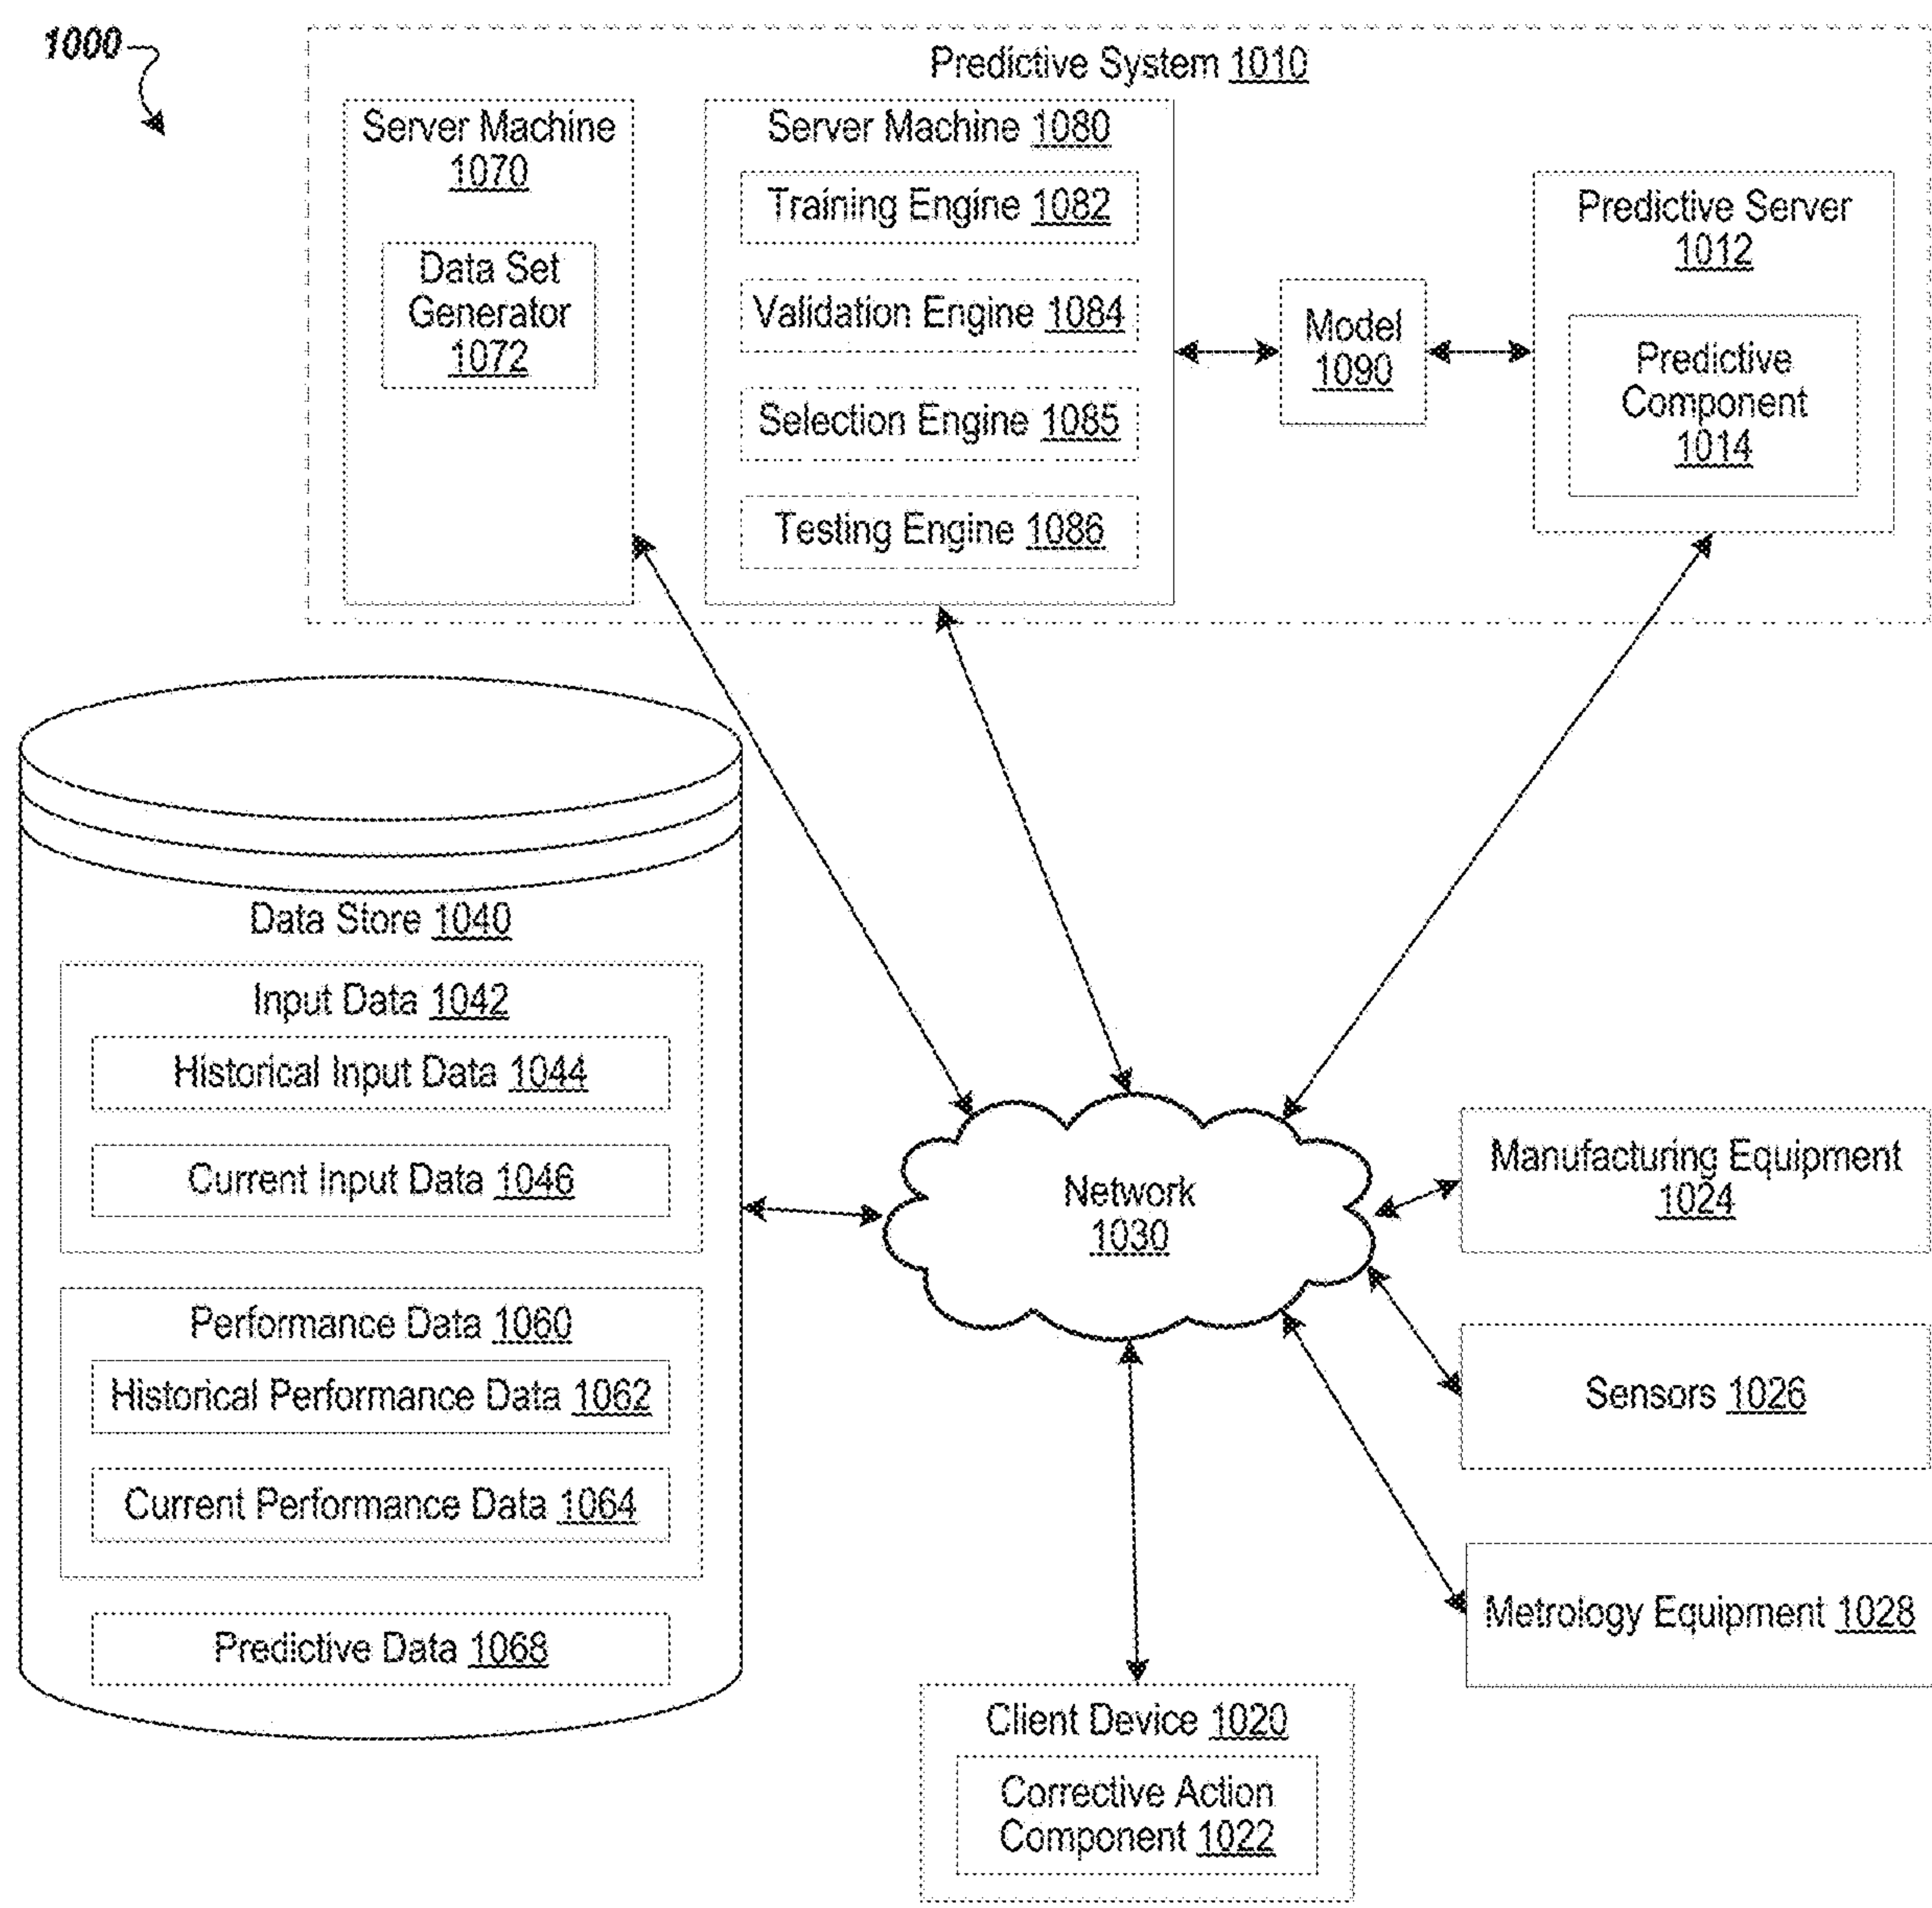 1000
Predictive System 1010
Server Machine
1070
Data Set
Generator
1072
Server Machine 1080
Training Engine 1082
Validation Engine 1084
Selection Engine 1085
Testing Engine 1086
Model
1090
Predictive Server
1012
Predictive
Component
1014
Data Store 1040
Input Data 1042
Historical Input Data 1044
Current Input Data 1046
Performance Data 1060
Historical Performance Data 1062
Current Performance Data 1064
Predictive Data 1068
Network
1030
Manufacturing Equipment
1024
Sensors 1026
Metrology Equipment 1028
Client Device 1020
Corrective Action
Component 1022